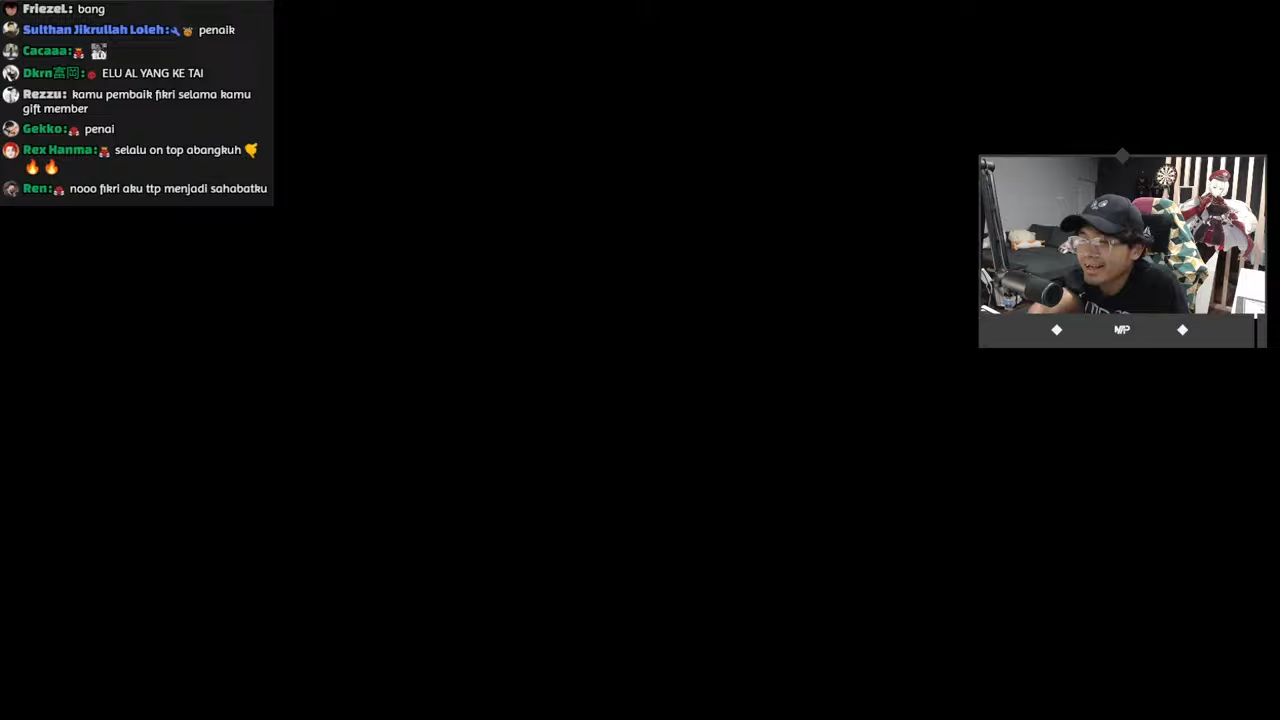 FriezeL: bang
Sulthan Jikrullah Loleh: penaik
Cacaaa:
Dkrn富岡: ELU AL YANG KE TAI
Rezzu: kamu pembaik fikri selama kamu
gift member
Gekko: penai
Rex Hanma: selalu on top abangkuh
Ren: nooo fikri aku ttp menjadi sahabatku